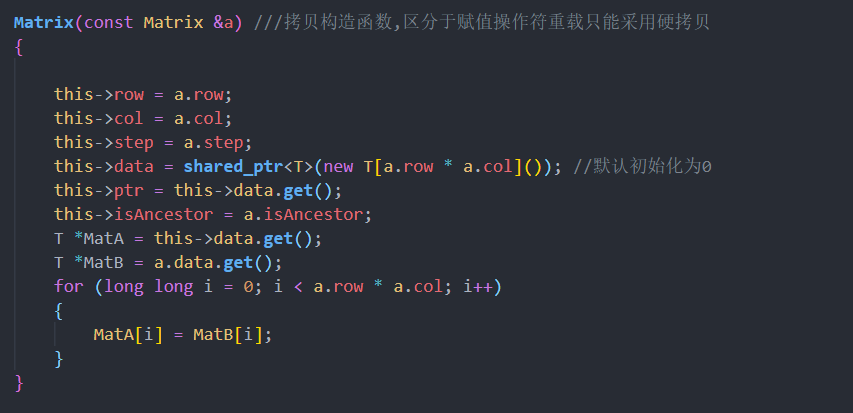 Matrix(const Matrix &a) ///拷贝构造函数,区分于赋值操作符重载只能采用硬拷贝
{
this->row = a.row;
this->col = a.col;
this->step = a.step;
this->data = shared_ptr<T>(new T[a.row * a.col]()); //默认初始化为0
this->ptr = this->data.get();
this->isAncestor = a.isAncestor;
T *MatA = this->data.get();
T *MatB = a.data.get();
for (long long i = 0; i < a.row * a.col; i++)
{
MatA[i] = MatB[i];
}
}